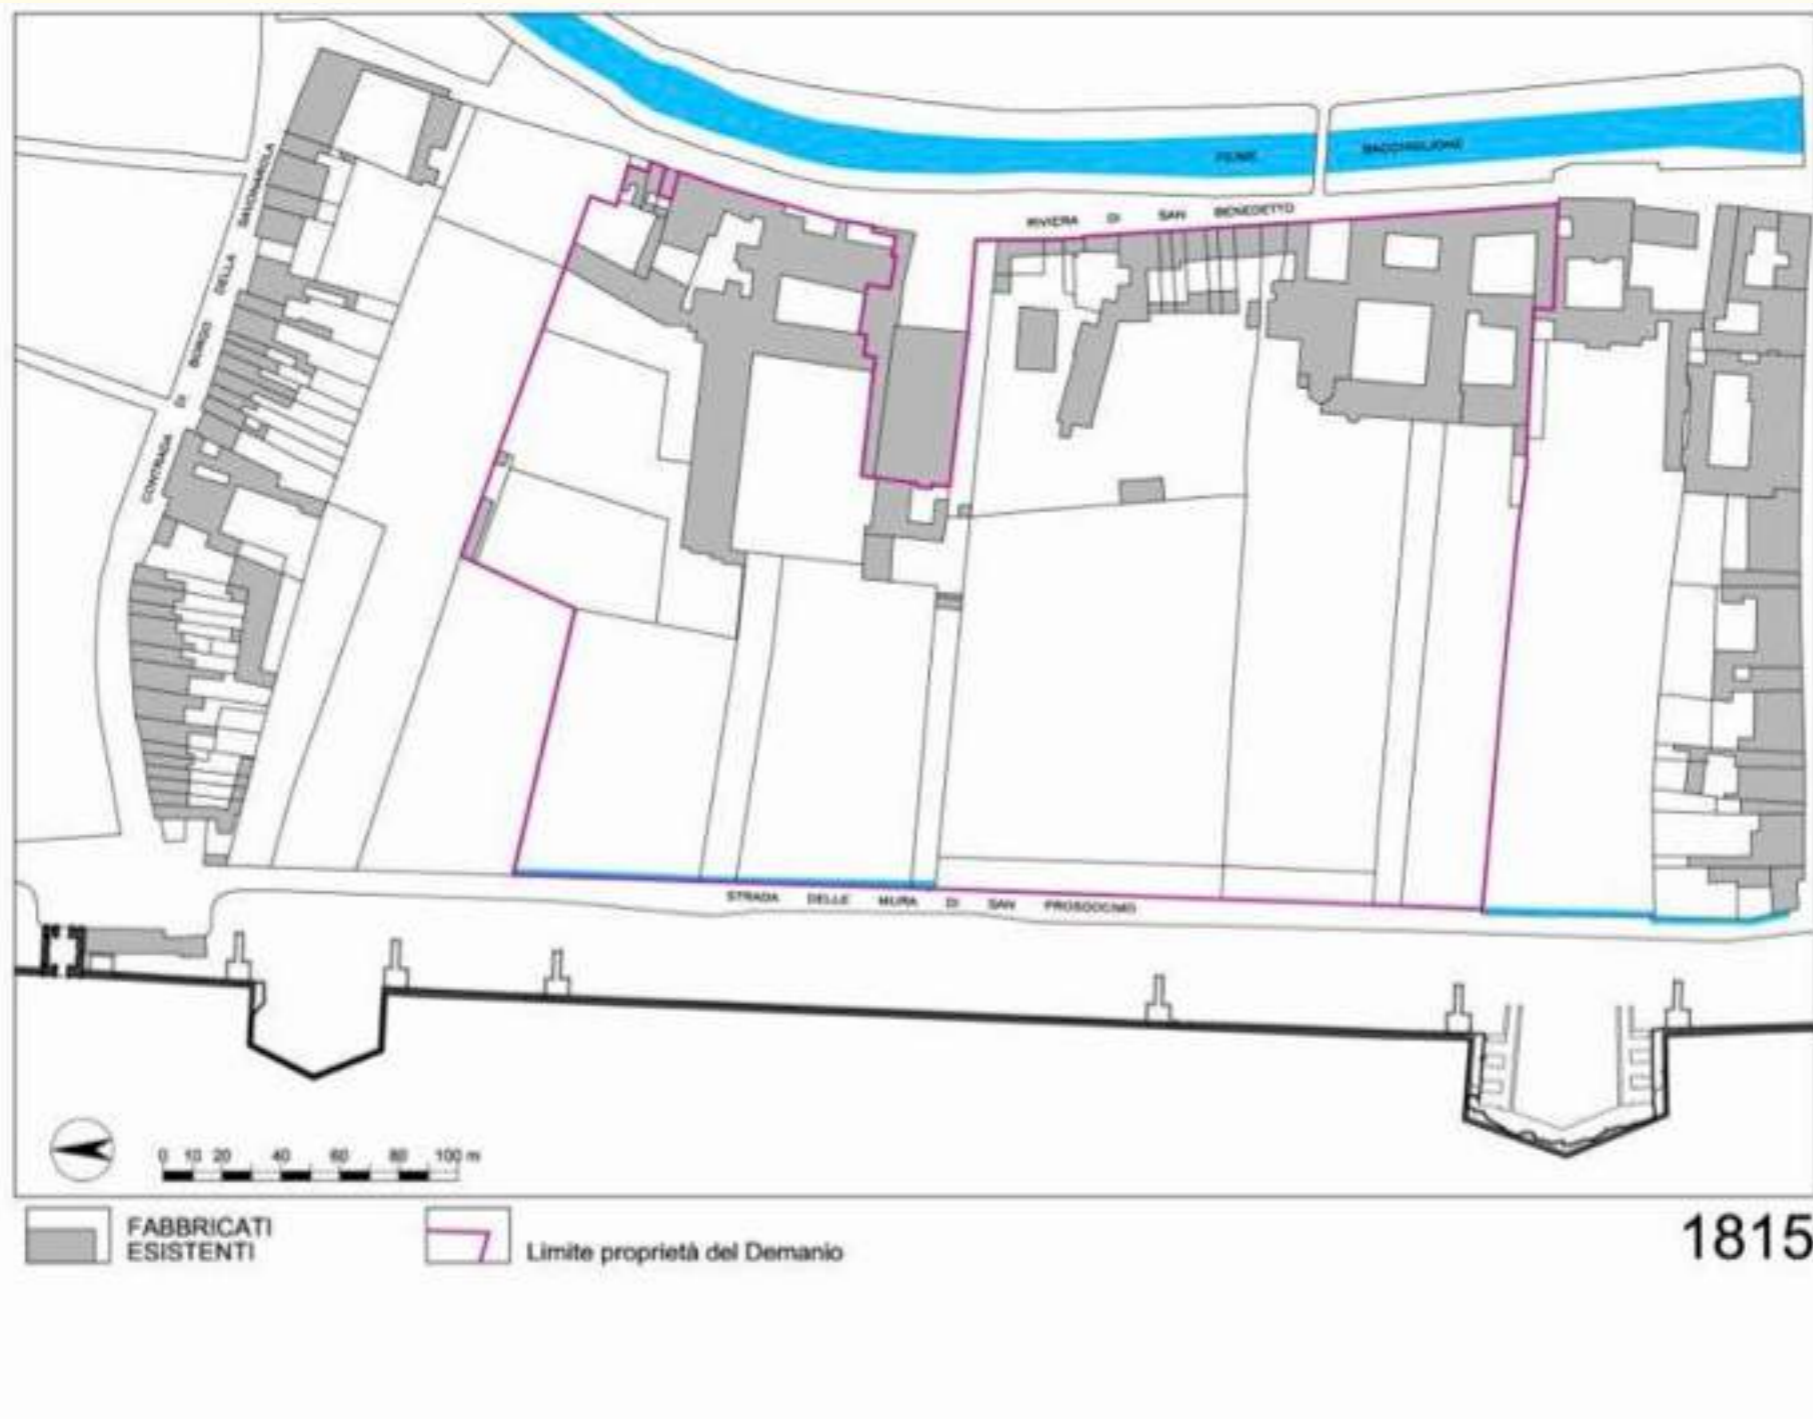 FIUME BACCHIGLIONE
RIVIERA DI SAN BENEDETTO
CONTRADA DI BORGO DELLA SAVONAROLA
STRADA DELLE MURA DI SAN PROSDOCIMO
0 10 20 40 60 80 100 m
FABBRICATI
ESISTENTI
Limite proprietà del Demanio
1815